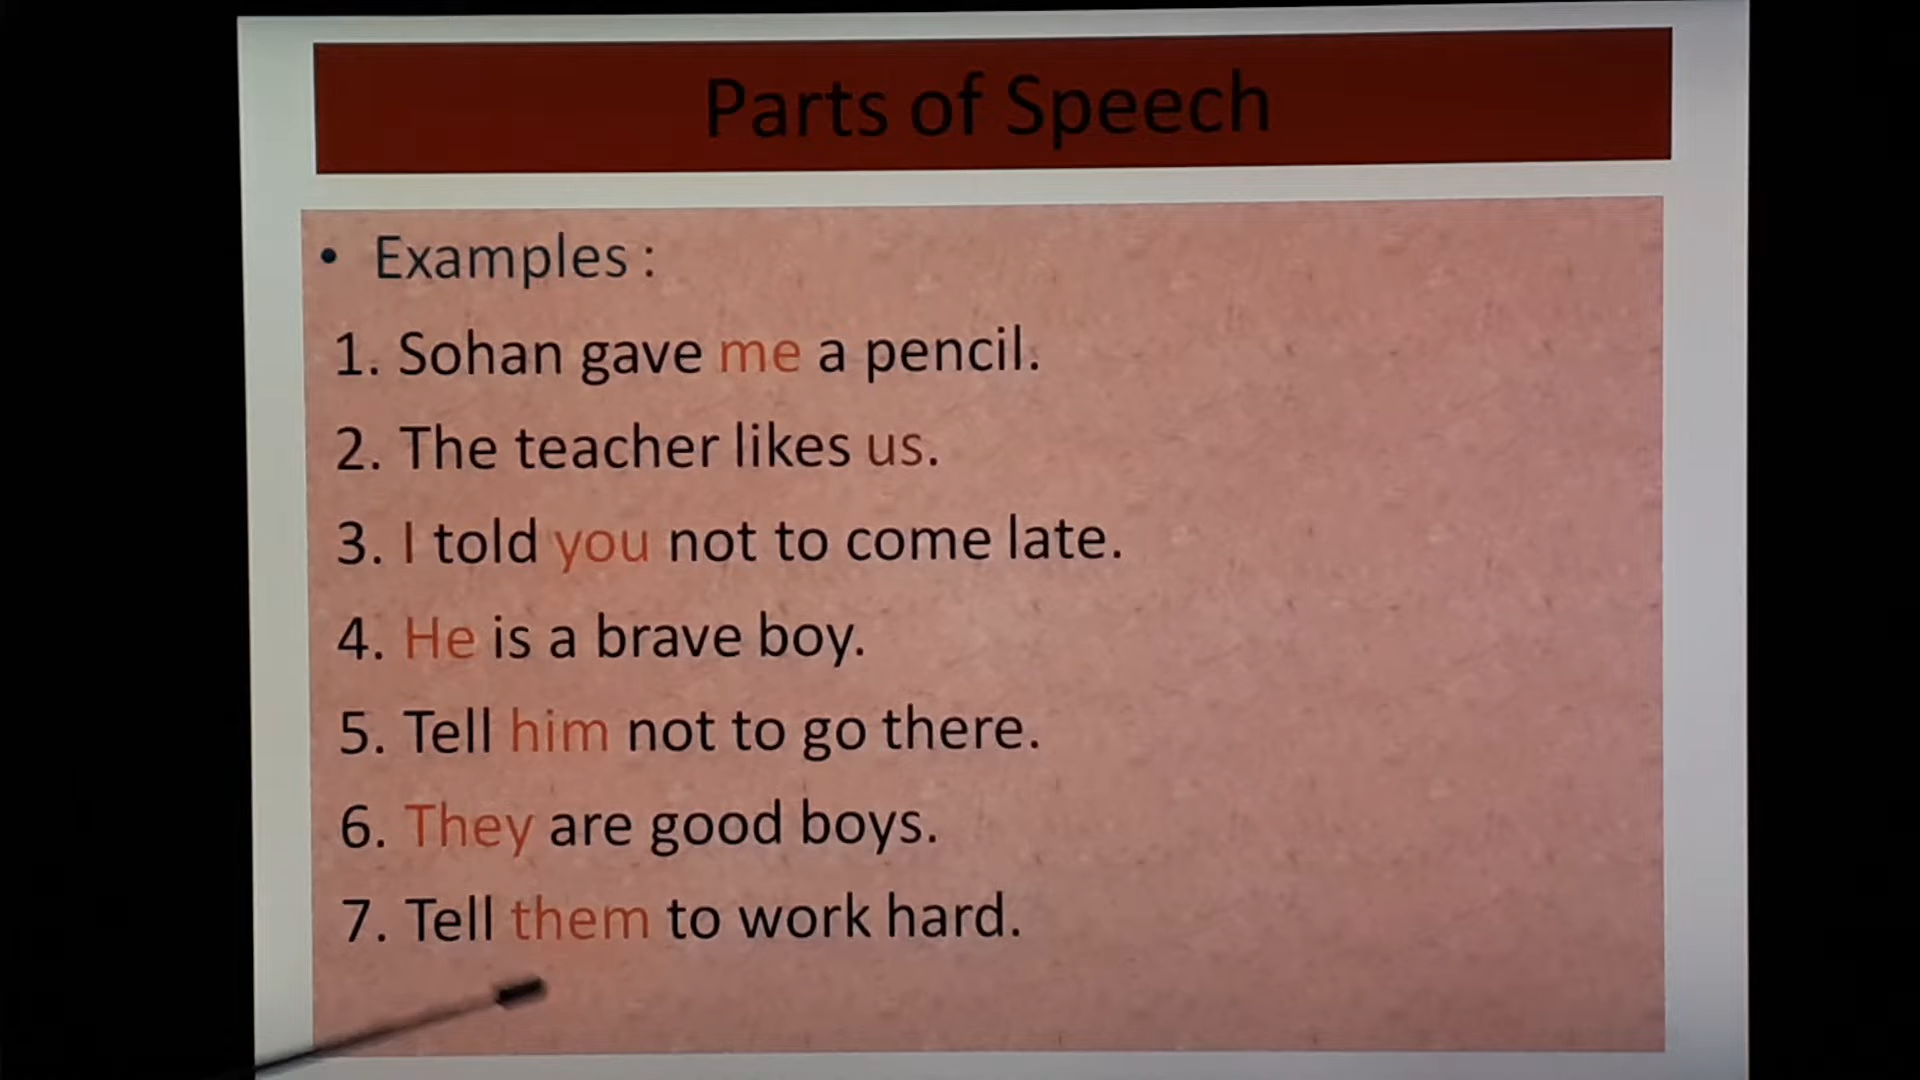 Parts of Speech
• Examples :
1. Sohan gave me a pencil.
2. The teacher likes us.
3. I told you not to come late.
4. He is a brave boy.
5. Tell him not to go there.
6. They are good boys.
7. Tell them to work hard.